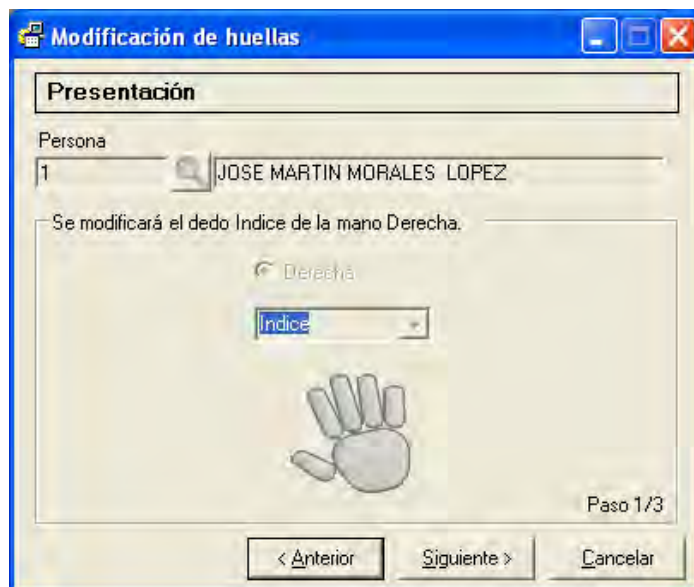 Modificación de huellas
Presentación
Persona
1 JOSE MARTIN MORALES LOPEZ
Se modificará el dedo Indice de la mano Derecha.
Derecha
Indice
Paso 1/3
< Anterior Siguiente > Cancelar